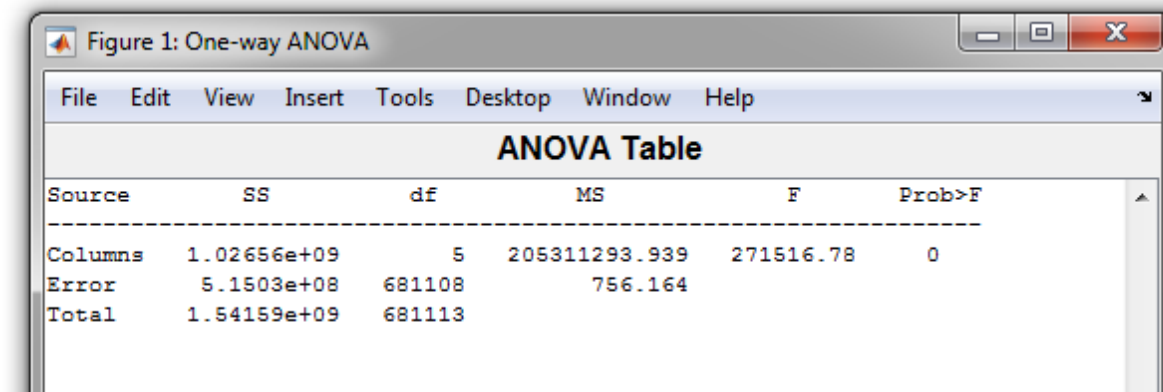 Figure 1: One-way ANOVA
File Edit View Insert Tools Desktop Window Help
ANOVA Table
Source SS df MS F Prob>F
Columns 1.02656e+09 5 205311293.939 271516.78 0
Error 5.1503e+08 681108 756.164
Total 1.54159e+09 681113